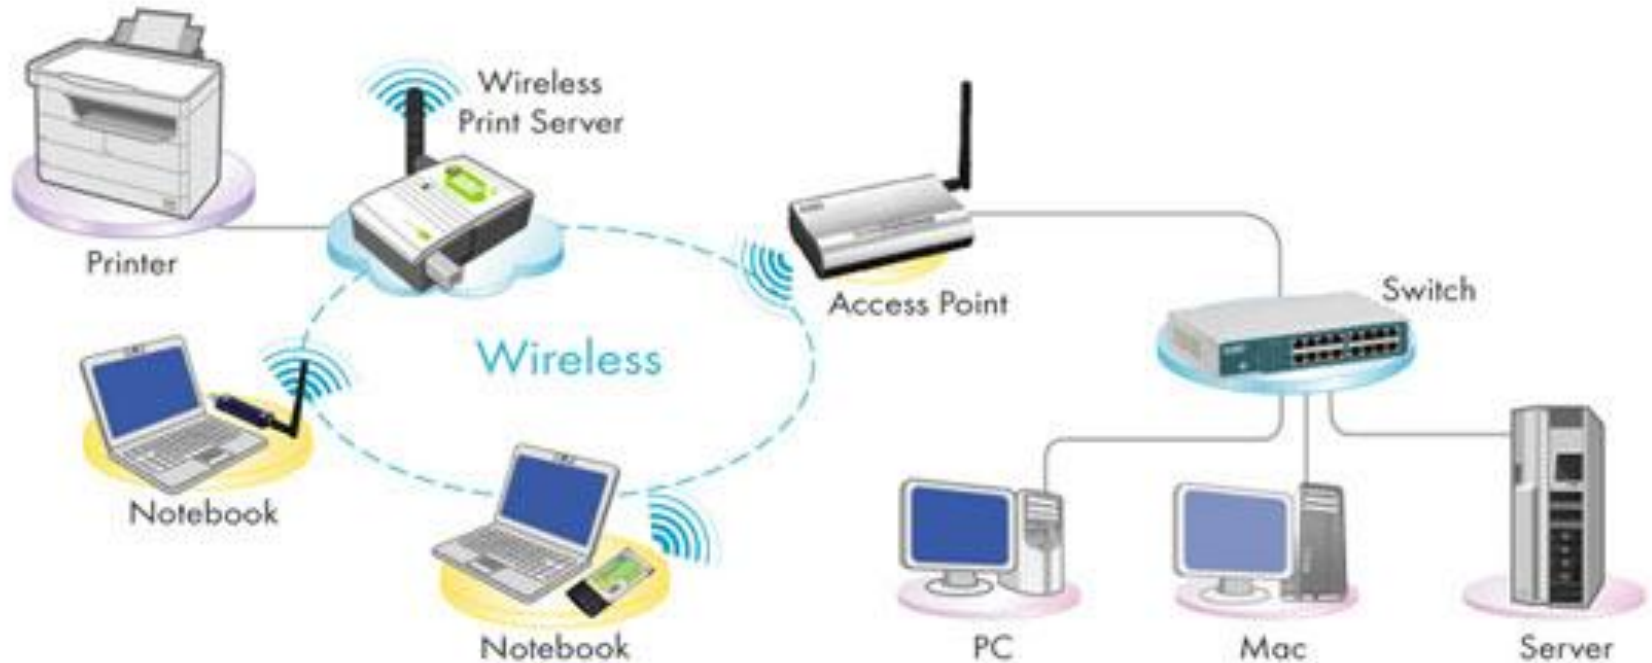 Wireless
Print Server
Printer
Access Point
Switch
Wireless
Notebook
Notebook
PC
Mac
Server